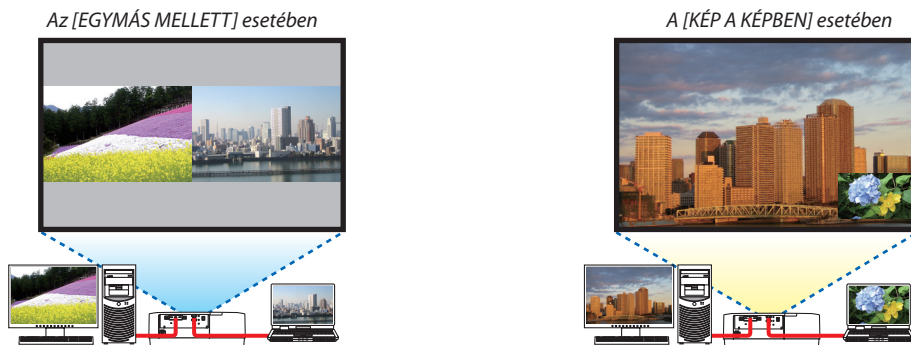 Az [EGYMÁS MELLETT] esetében
A [KÉP A KÉPBEN] esetében